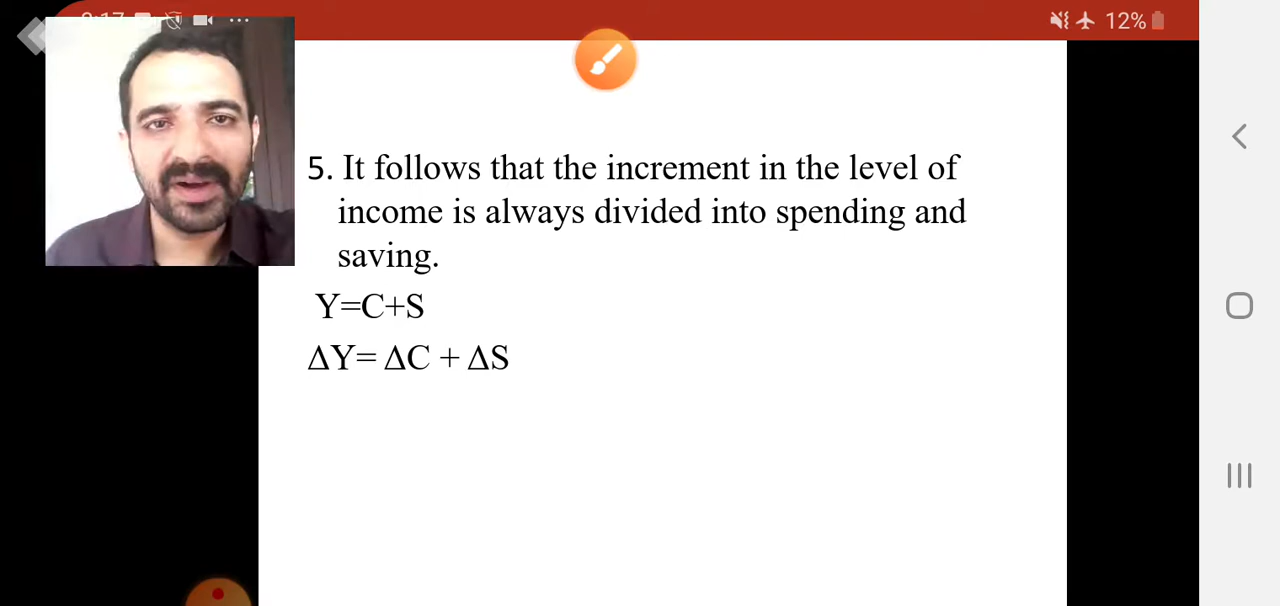 12%
5. It follows that the increment in the level of
income is always divided into spending and
saving.
Y=C+S
ΔY= ΔC + ΔS